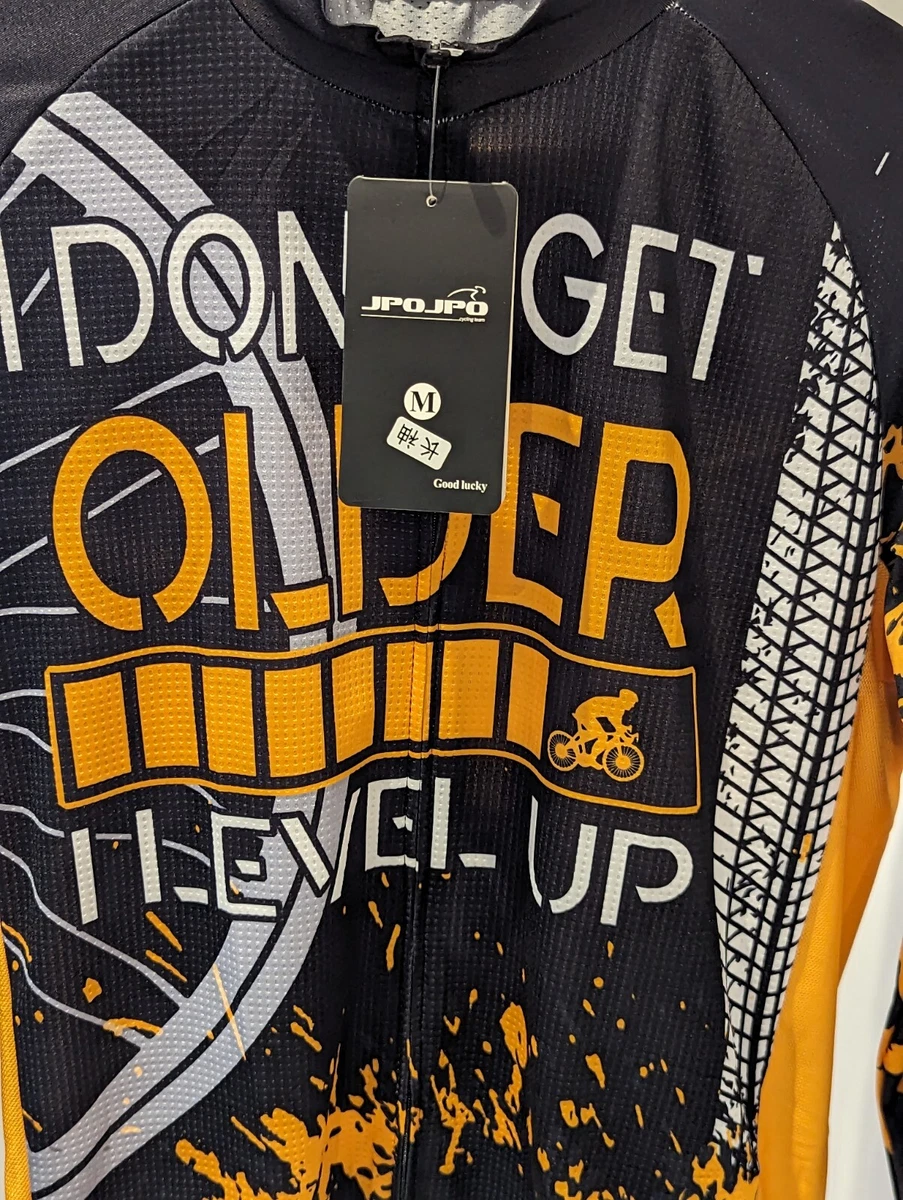 I DON GET
OLDER
I LEVEL UP
JPOJPO
cycling team
M
长袖
Good lucky